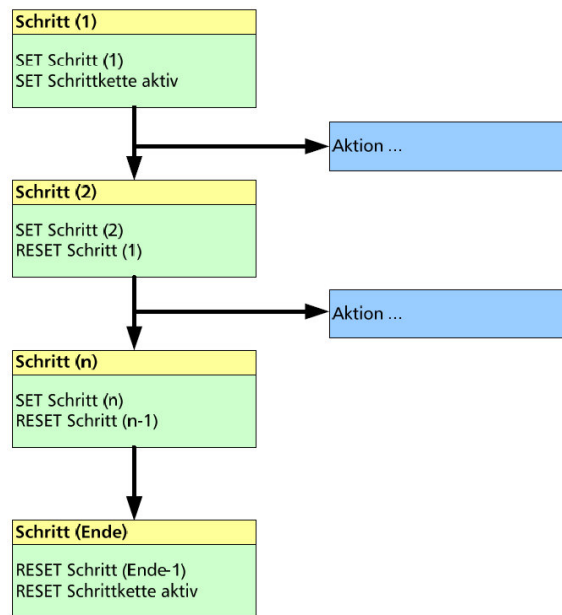 Schritt (1)
SET Schritt (1)
SET Schrittkette aktiv
Aktion ...
Schritt (2)
SET Schritt (2)
RESET Schritt (1)
Aktion ...
Schritt (n)
SET Schritt (n)
RESET Schritt (n-1)
Schritt (Ende)
RESET Schritt (Ende-1)
RESET Schrittkette aktiv